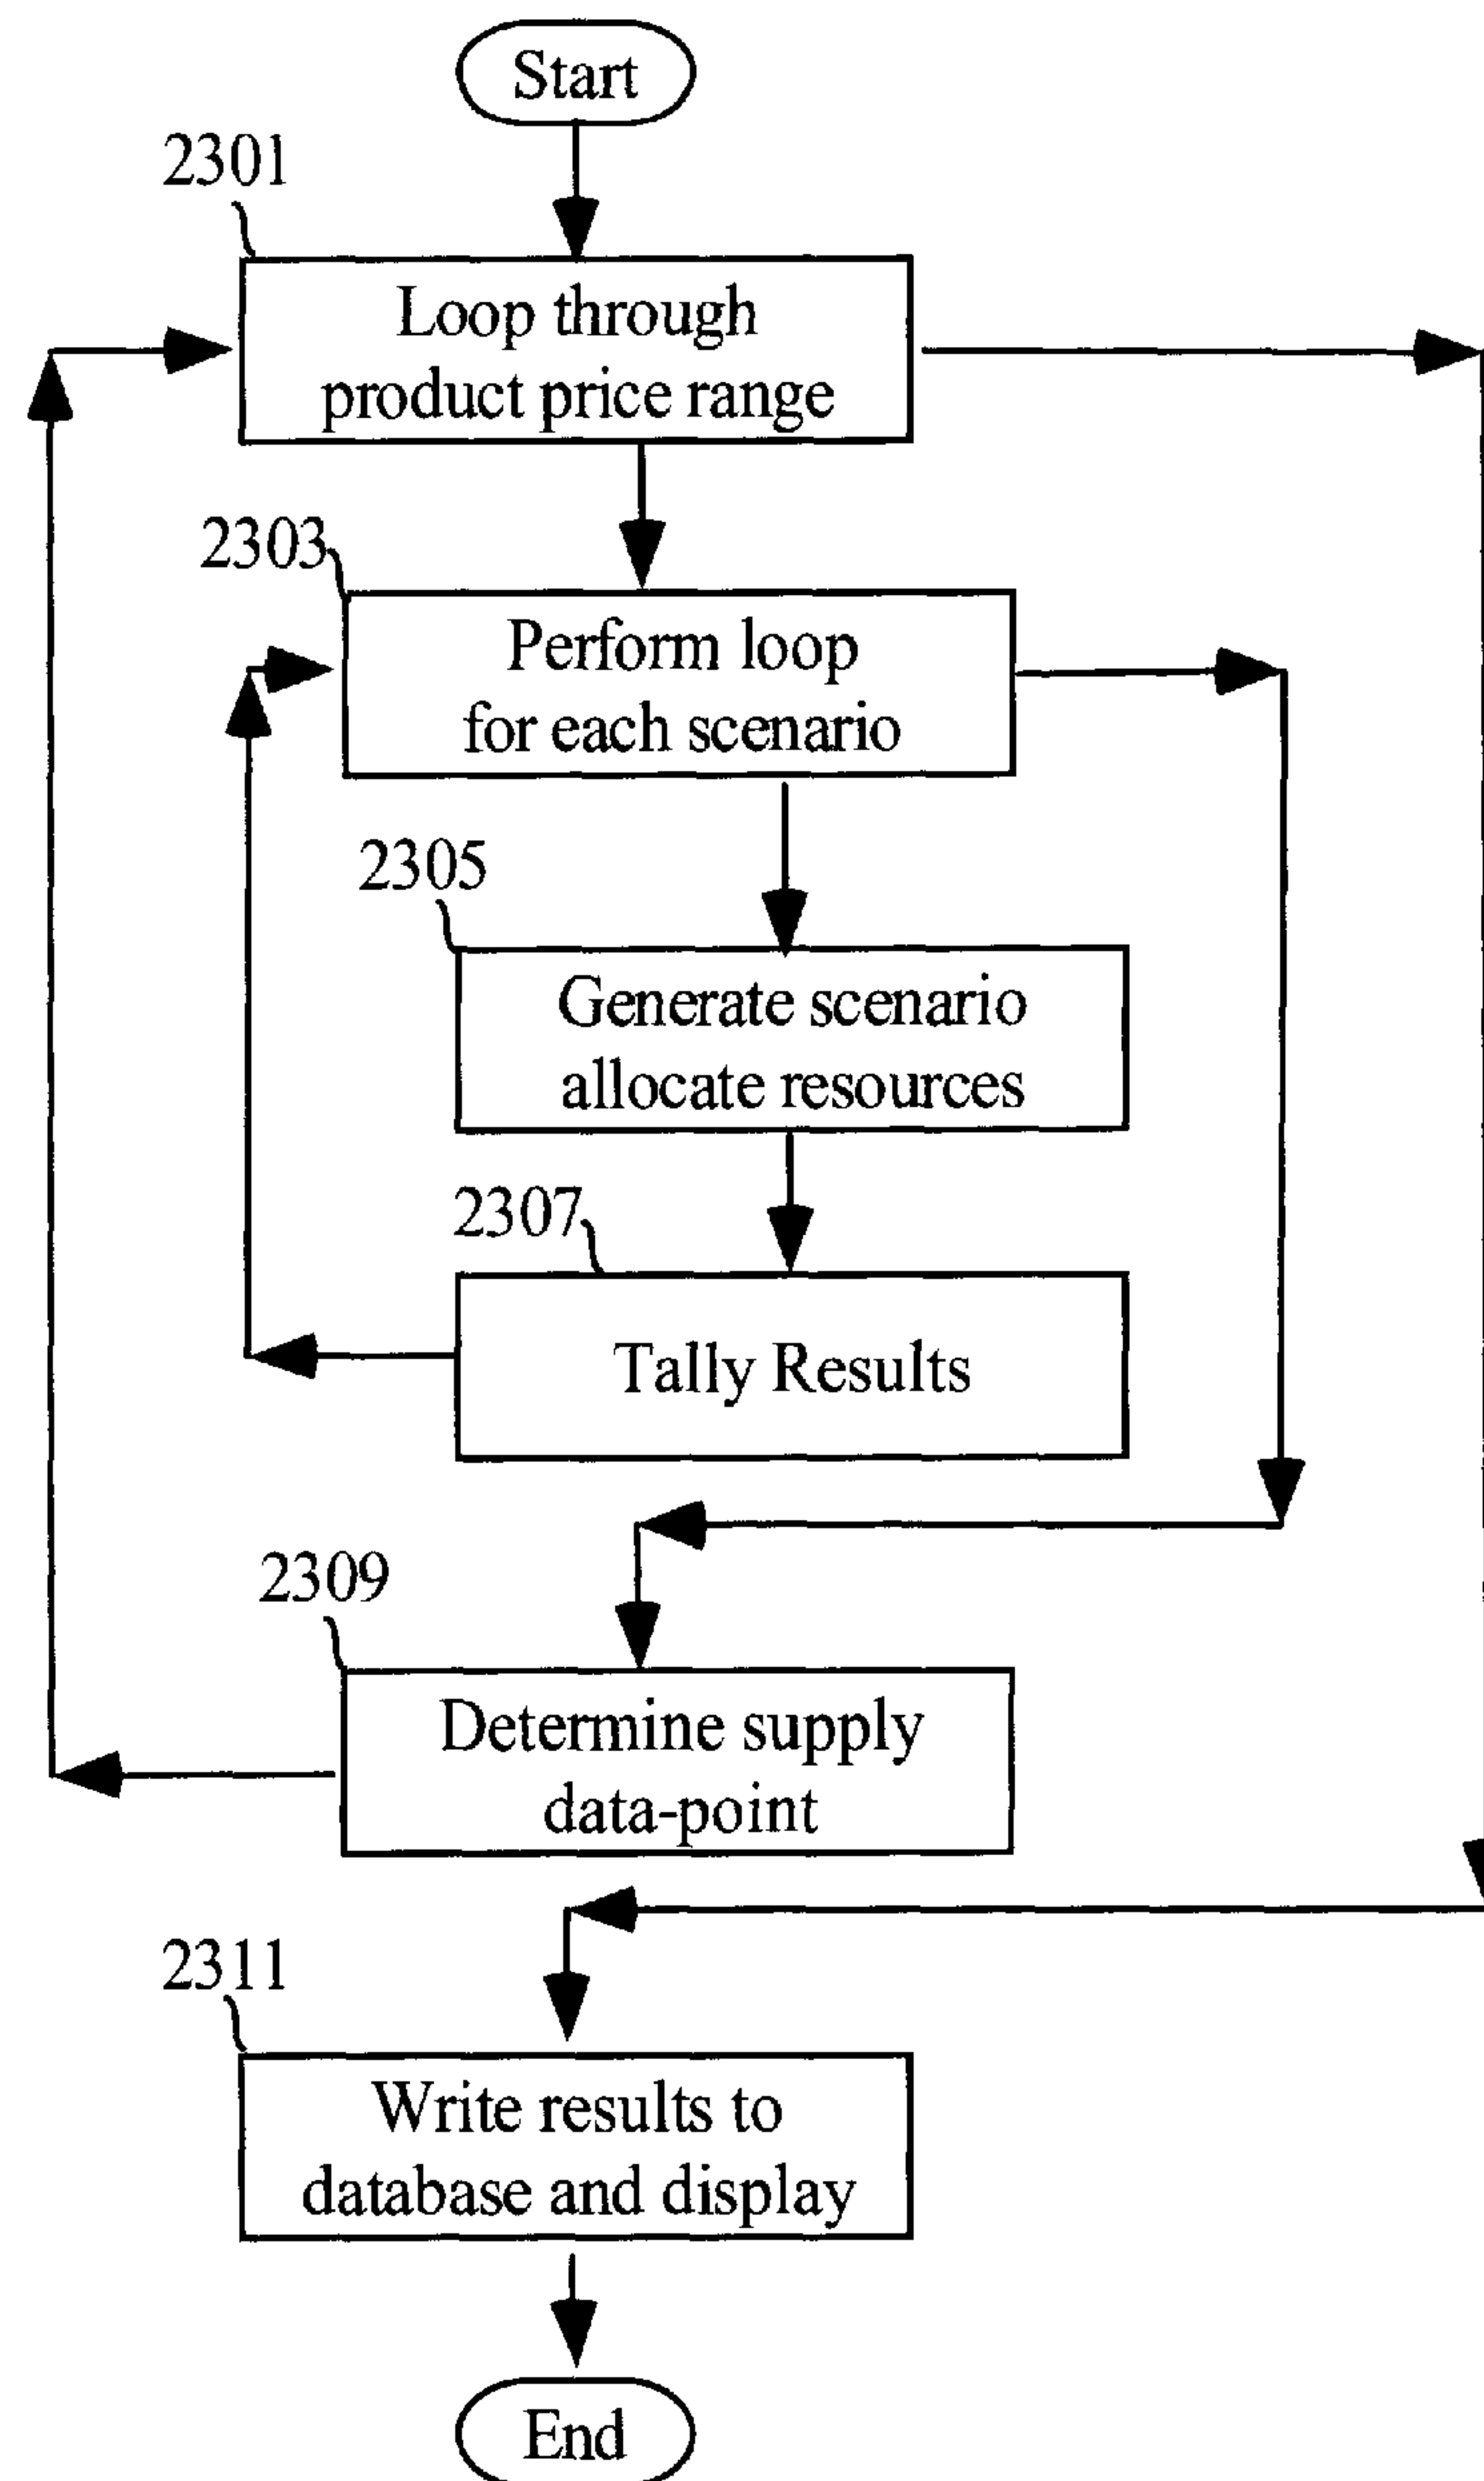 Start
2301
Loop through
product price range
2303
Perform loop
for each scenario
2305
Generate scenario
allocate resources
2307
Tally Results
2309
Determine supply
data-point
2311
Write results to
database and display
End